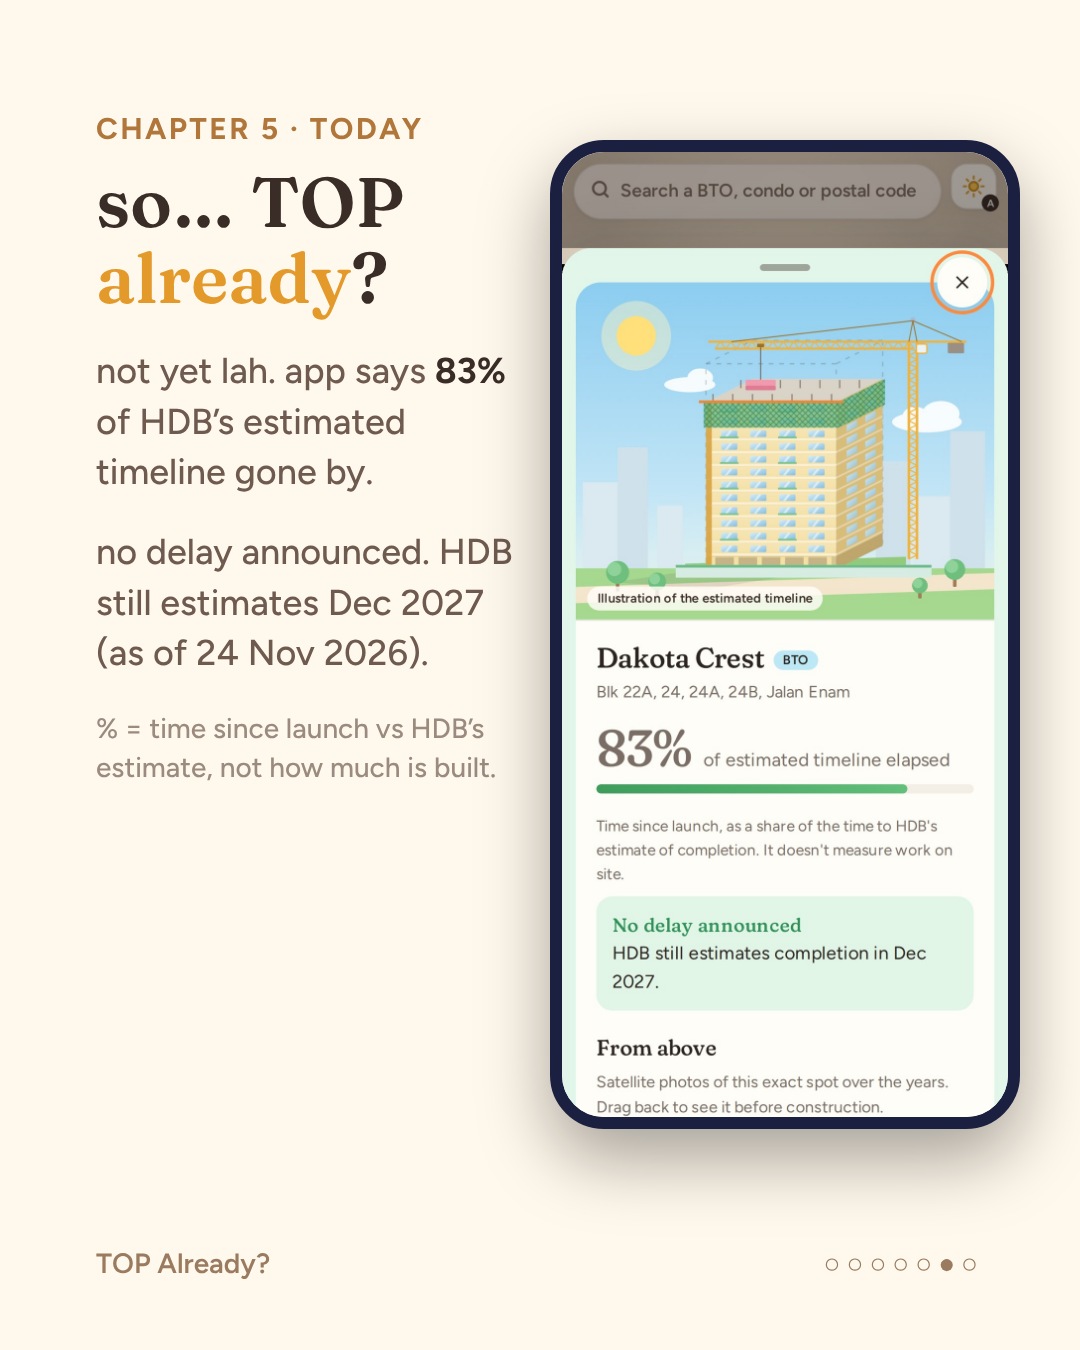 CHAPTER 5 · TODAY
so... TOP
already?
not yet lah. app says 83%
of HDB’s estimated
timeline gone by.
no delay announced. HDB
still estimates Dec 2027
(as of 24 Nov 2026).
% = time since launch vs HDB’s
estimate, not how much is built.
Search a BTO, condo or postal code
A
Illustration of the estimated timeline
Dakota Crest BTO
Blk 22A, 24, 24A, 24B, Jalan Enam
83% of estimated timeline elapsed
Time since launch, as a share of the time to HDB's
estimate of completion. It doesn't measure work on
site.
No delay announced
HDB still estimates completion in Dec
2027.
From above
Satellite photos of this exact spot over the years.
Drag back to see it before construction.
TOP Already?